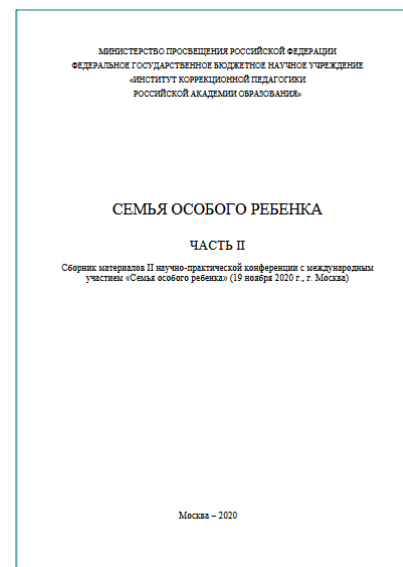 МИНИСТЕРСТВО ПРОСВЕЩЕНИЯ РОССИЙСКОЙ ФЕДЕРАЦИИ
ФЕДЕРАЛЬНОЕ ГОСУДАРСТВЕННОЕ БЮДЖЕТНОЕ НАУЧНОЕ УЧРЕЖДЕНИЕ
«ИНСТИТУТ КОРРЕКЦИОННОЙ ПЕДАГОГИКИ
РОССИЙСКОЙ АКАДЕМИИ ОБРАЗОВАНИЯ»
СЕМЬЯ ОСОБОГО РЕБЕНКА
ЧАСТЬ II
Сборник материалов II научно-практической конференции с международным
участием «Семья особого ребенка» (19 ноября 2020 г., г. Москва)
Москва – 2020